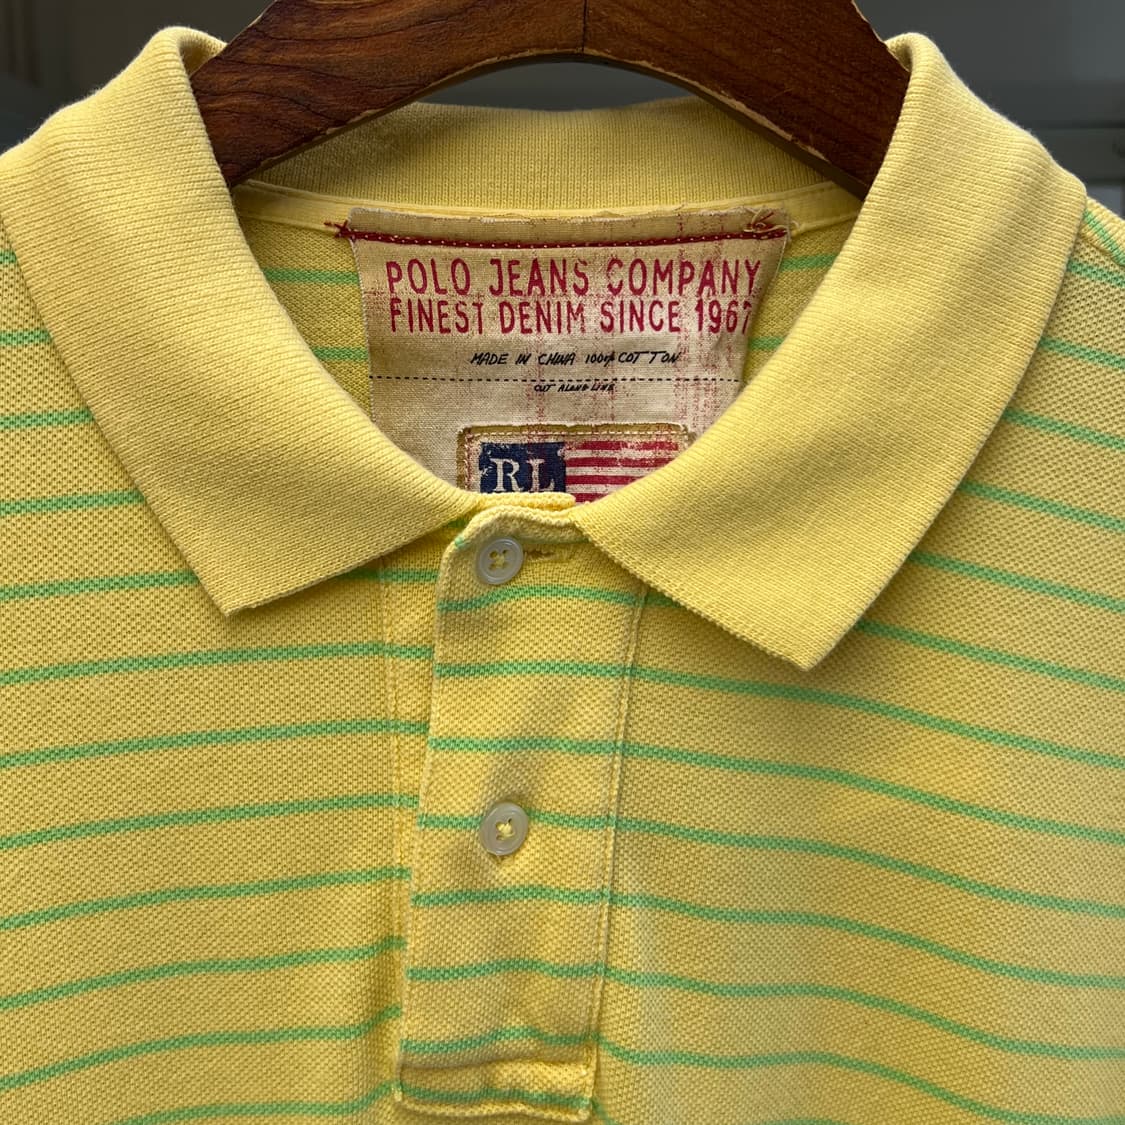 POLO JEANS COMPANY
FINEST DENIM SINCE 1967
MADE IN CHINA 100% COTTON
CUT ALONG LINE
RL